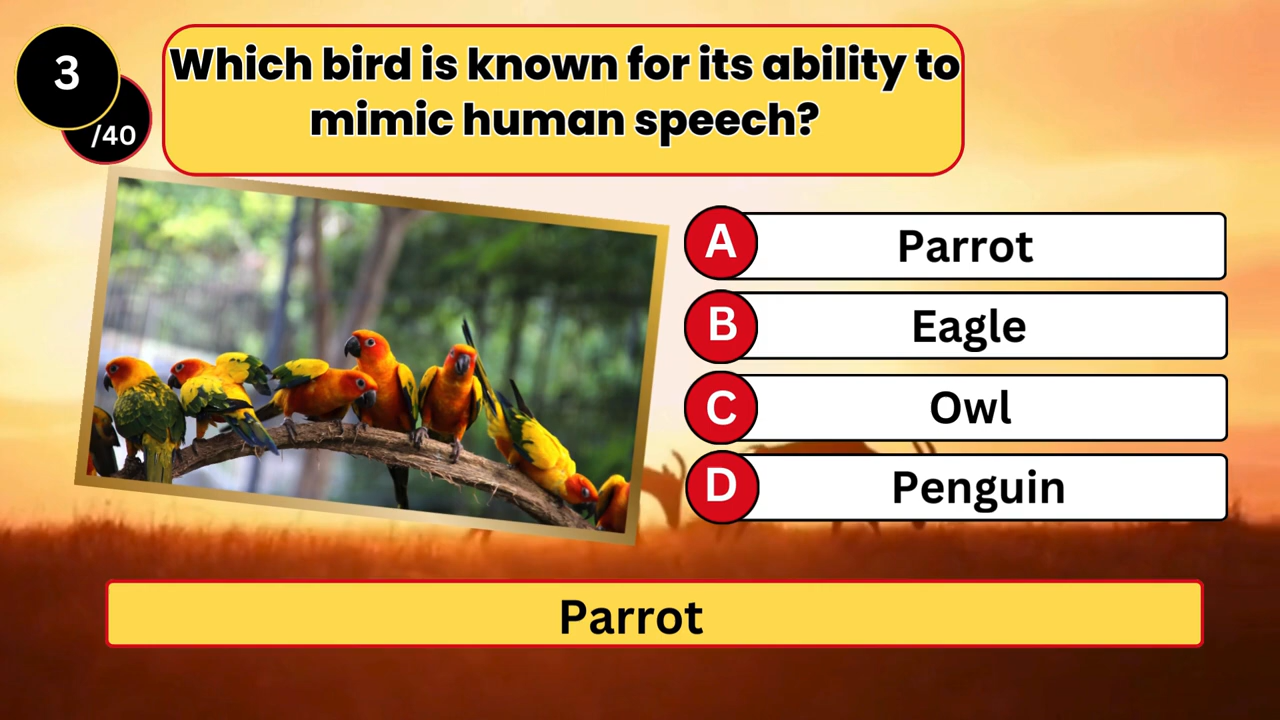 3
/40
Which bird is known for its ability to
mimic human speech?
A Parrot
B Eagle
C Owl
D Penguin
Parrot